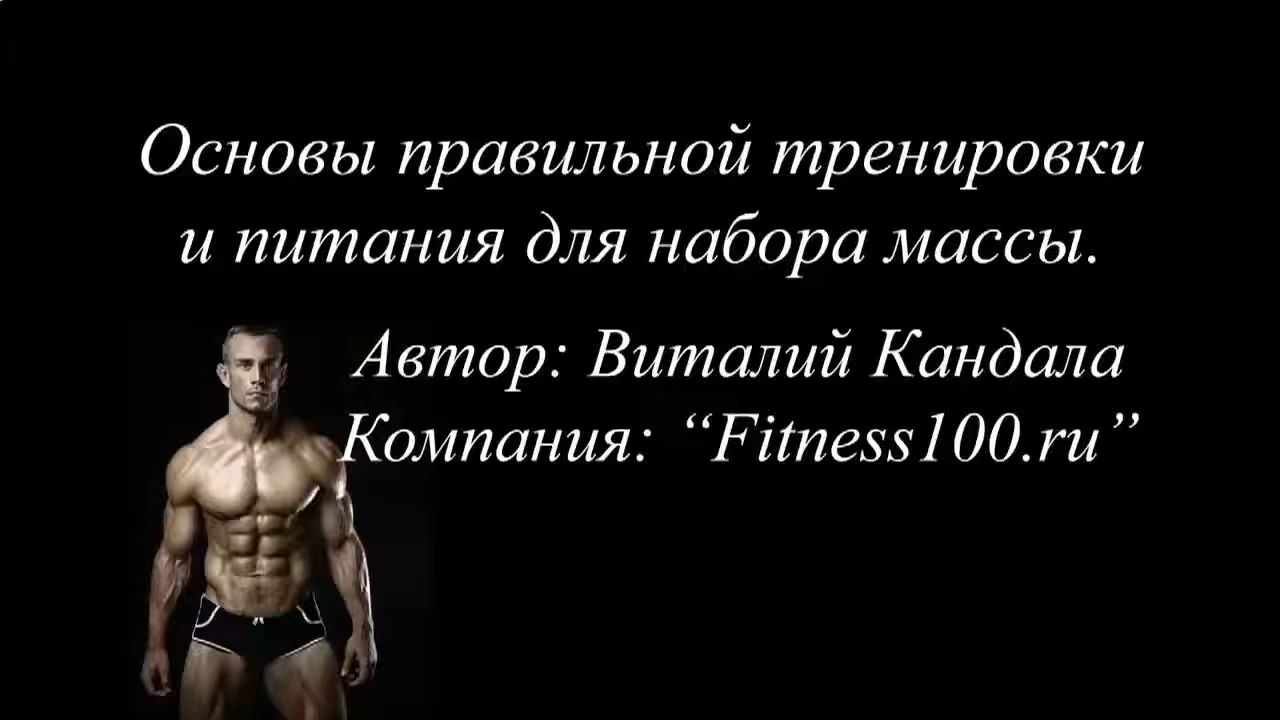 Основы правильной тренировки
и питания для набора массы.
Автор: Виталий Кандала
Компания: “Fitness100.ru”